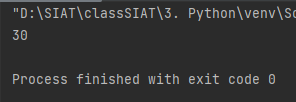 "D:\SIAT\classSIAT\3. Python\venv\Sc
30
Process finished with exit code 0